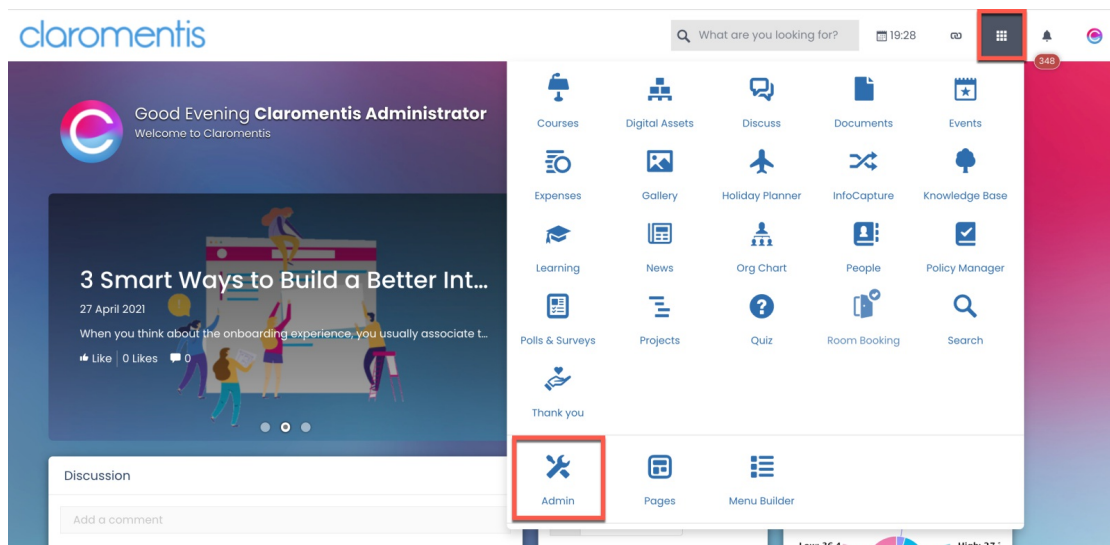 claromentis
What are you looking for?
19:28
348
Good Evening Claromentis Administrator
Welcome to Claromentis
3 Smart Ways to Build a Better Int...
27 April 2021
When you think about the onboarding experience, you usually associate t...
Like 0 Likes 0
Discussion
Add a comment
Courses Digital Assets Discuss Documents Events
Expenses Gallery Holiday Planner InfoCapture Knowledge Base
Learning News Org Chart People Policy Manager
Polls & Surveys Projects Quiz Room Booking Search
Thank you
Admin Pages Menu Builder